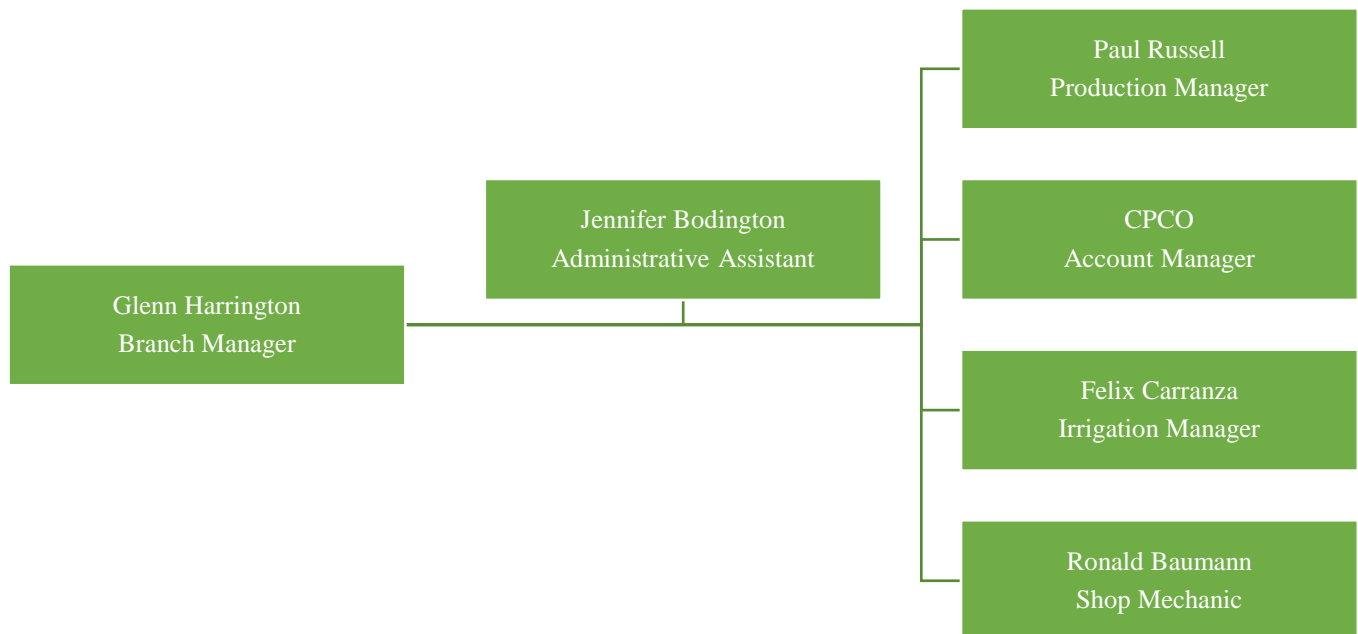 Glenn Harrington
Branch Manager
Jennifer Bodington
Administrative Assistant
Paul Russell
Production Manager
CPCO
Account Manager
Felix Carranza
Irrigation Manager
Ronald Baumann
Shop Mechanic